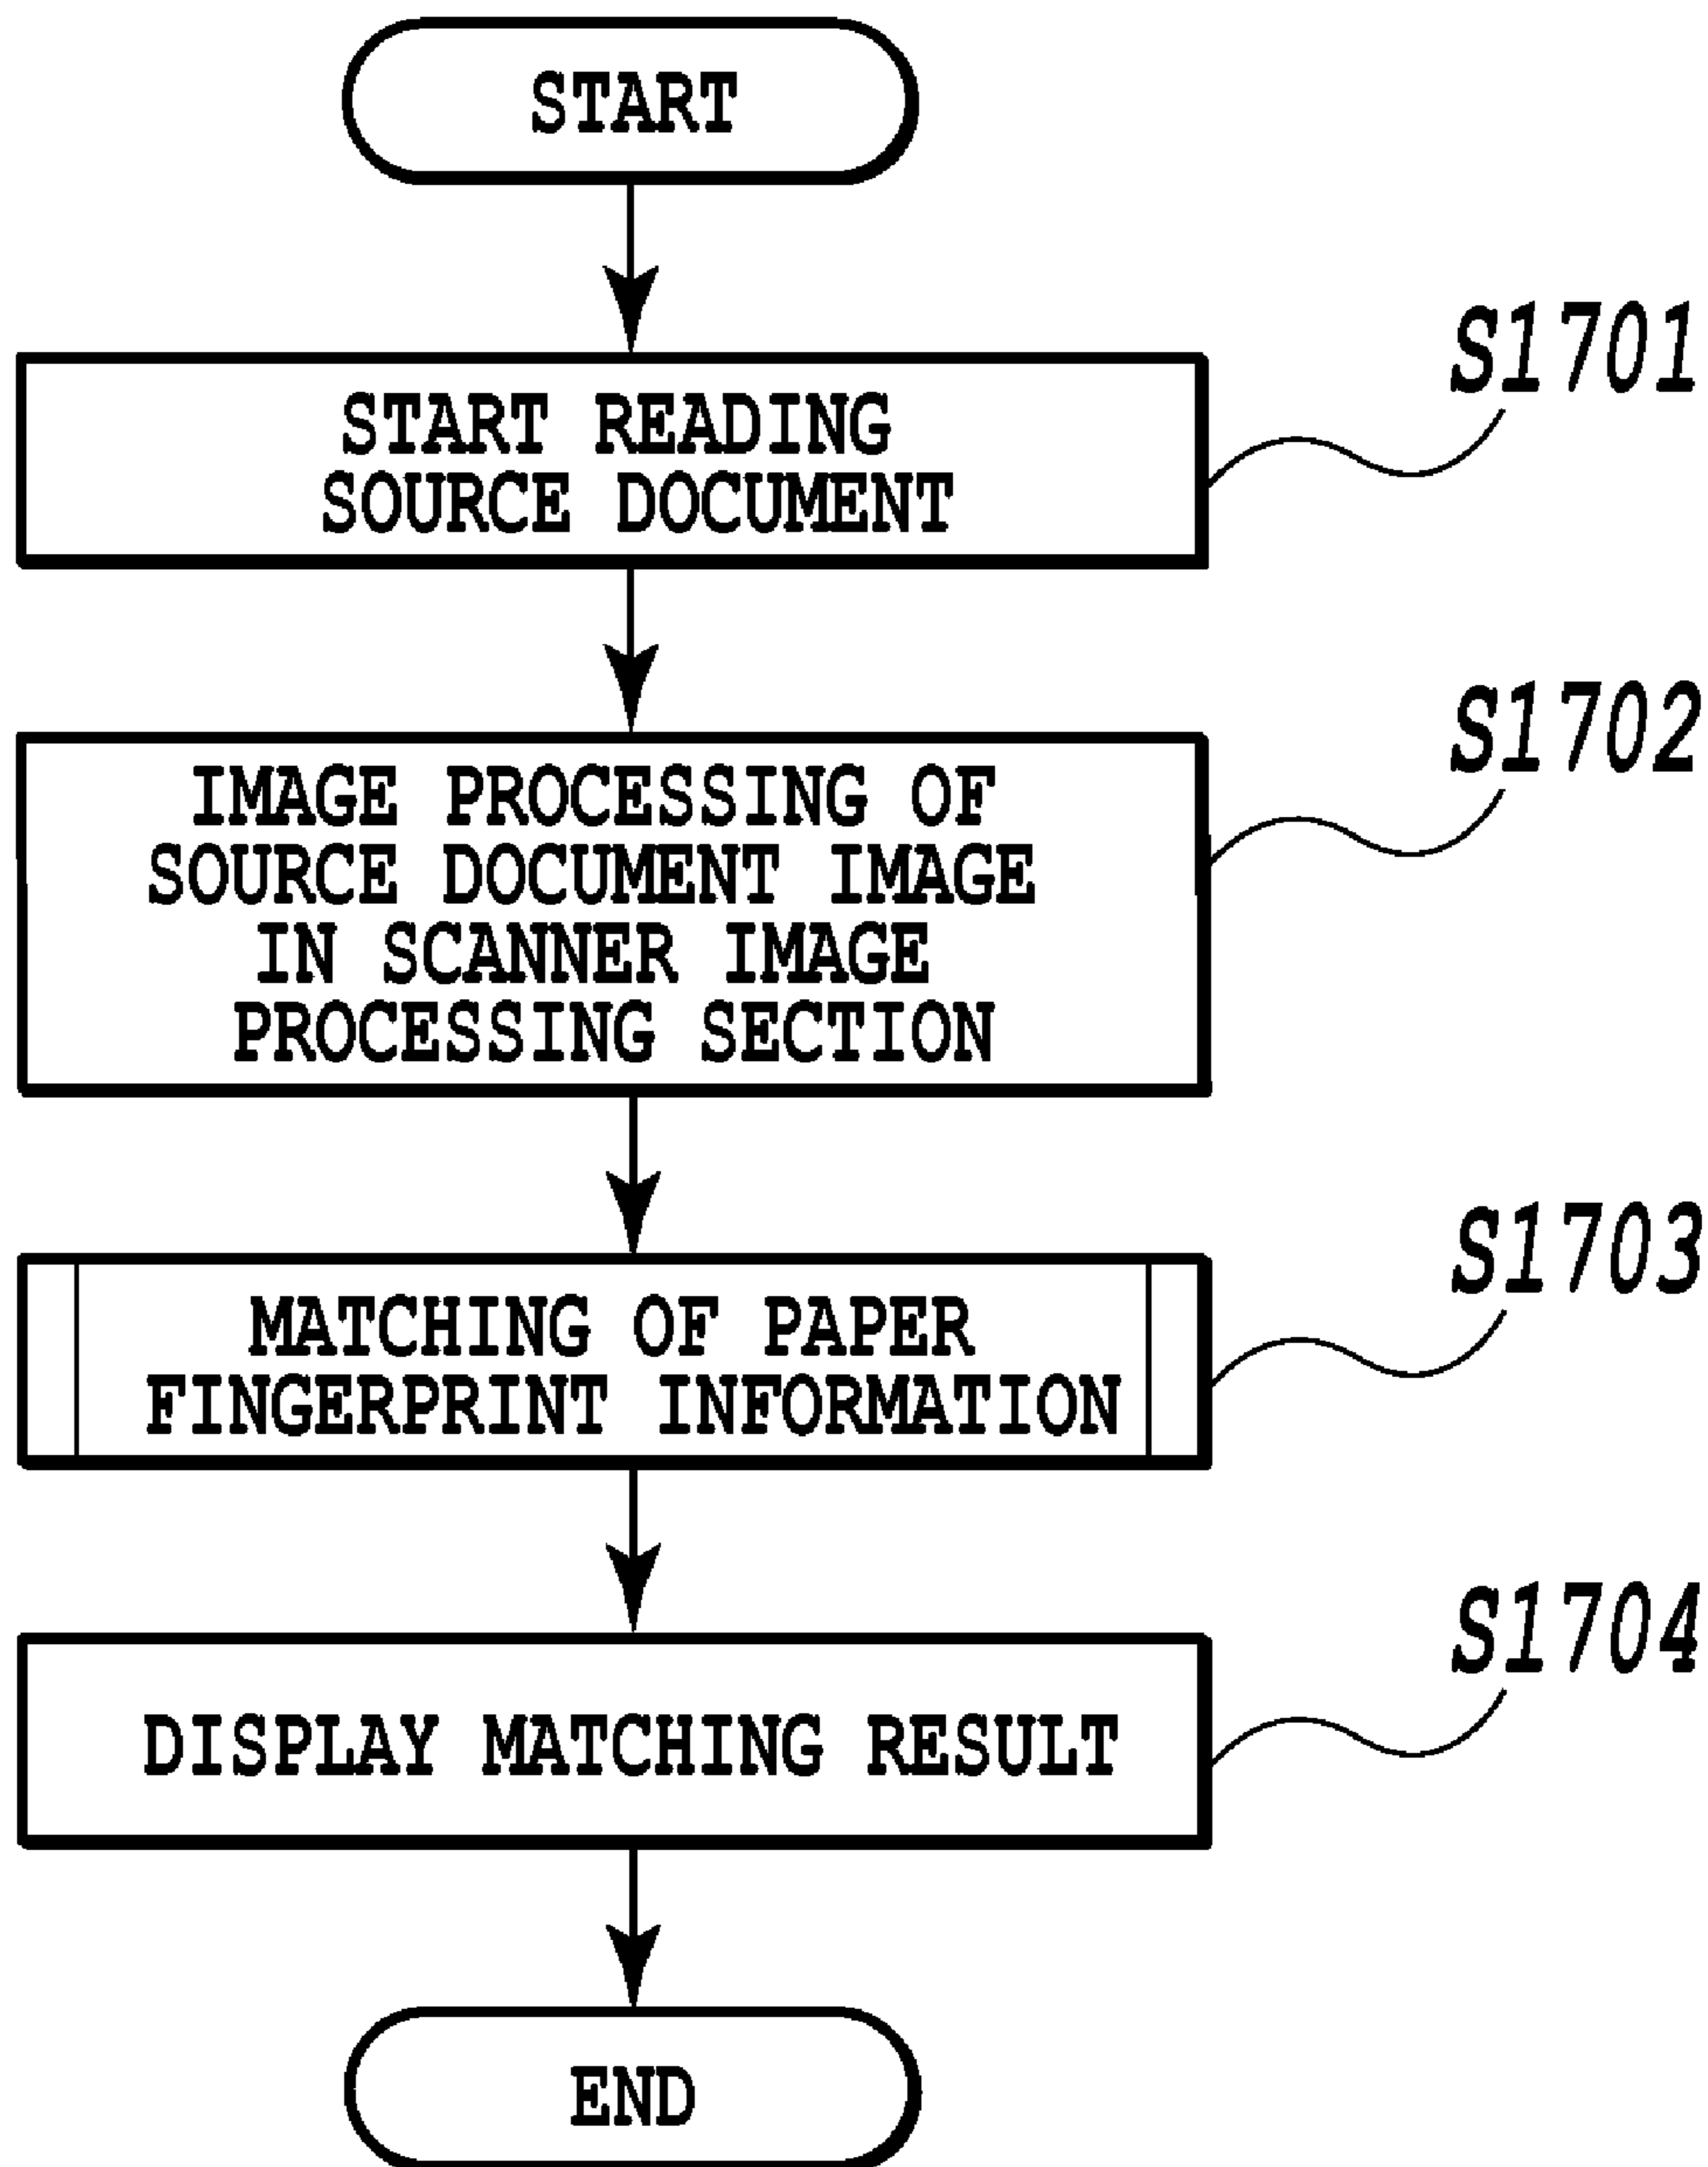 START
S1701
START READING
SOURCE DOCUMENT
S1702
IMAGE PROCESSING OF
SOURCE DOCUMENT IMAGE
IN SCANNER IMAGE
PROCESSING SECTION
S1703
MATCHING OF PAPER
FINGERPRINT INFORMATION
S1704
DISPLAY MATCHING RESULT
END